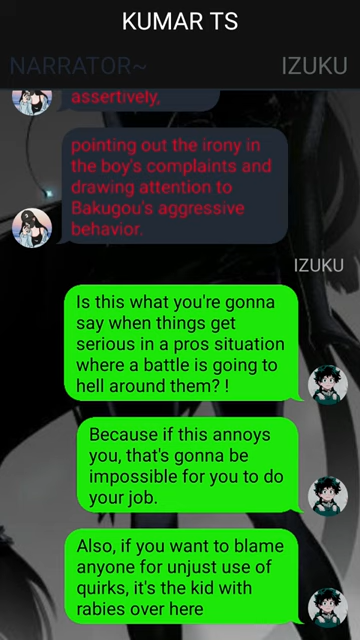 KUMAR TS
NARRATOR~
IZUKU
assertively,
pointing out the irony in
the boy's complaints and
drawing attention to
Bakugou's aggressive
behavior.
IZUKU
Is this what you're gonna
say when things get
serious in a pros situation
where a battle is going to
hell around them? !
Because if this annoys
you, that's gonna be
impossible for you to do
your job.
Also, if you want to blame
anyone for unjust use of
quirks, it's the kid with
rabies over here